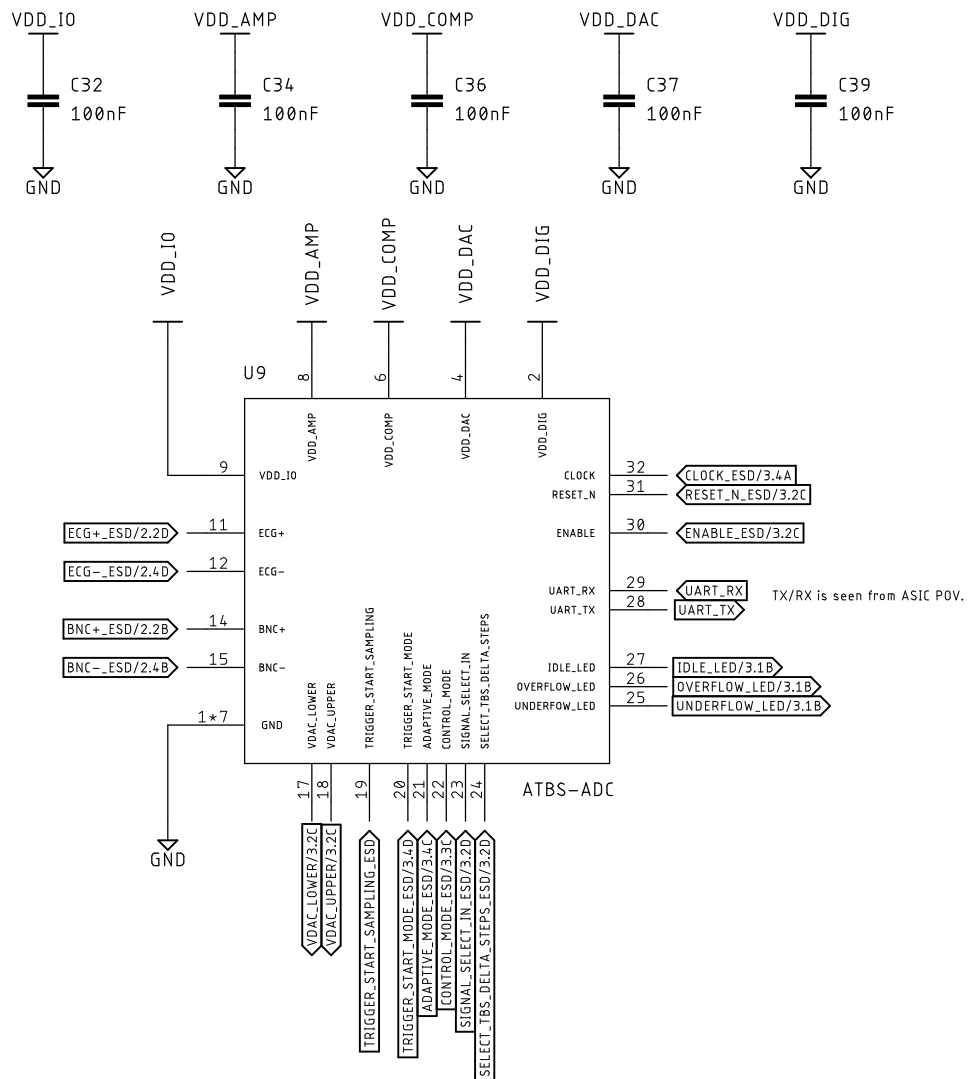 VDD_IO
VDD_AMP
VDD_COMP
VDD_DAC
VDD_DIG
C32
100nF
C34
100nF
C36
100nF
C37
100nF
C39
100nF
GND
GND
GND
GND
GND
VDD_IO
VDD_AMP
VDD_COMP
VDD_DAC
VDD_DIG
U9
8
6
4
2
VDD_AMP
VDD_COMP
VDD_DAC
VDD_DIG
9
VDD_IO
ECG+_ESD/2.2D
11
ECG+
ECG-_ESD/2.4D
12
ECG-
BNC+_ESD/2.2B
14
BNC+
BNC-_ESD/2.4B
15
BNC-
1*7
GND
GND
CLOCK
32
CLOCK_ESD/3.4A
RESET_N
31
RESET_N_ESD/3.2C
ENABLE
30
ENABLE_ESD/3.2C
UART_RX
29
UART_RX
UART_TX
28
UART_TX
TX/RX is seen from ASIC POV.
IDLE_LED
27
IDLE_LED/3.1B
OVERFLOW_LED
26
OVERFLOW_LED/3.1B
UNDERFOW_LED
25
UNDERFLOW_LED/3.1B
VDAC_LOWER
VDAC_UPPER
TRIGGER_START_SAMPLING
TRIGGER_START_MODE
ADAPTIVE_MODE
CONTROL_MODE
SIGNAL_SELECT_IN
SELECT_TBS_DELTA_STEPS
17
18
19
20
21
22
23
24
ATBS-ADC
VDAC_LOWER/3.2C
VDAC_UPPER/3.2C
TRIGGER_START_SAMPLING_ESD
TRIGGER_START_MODE_ESD/3.4D
ADAPTIVE_MODE_ESD/3.4C
CONTROL_MODE_ESD/3.3C
SIGNAL_SELECT_IN_ESD/3.2D
SELECT_TBS_DELTA_STEPS_ESD/3.2D